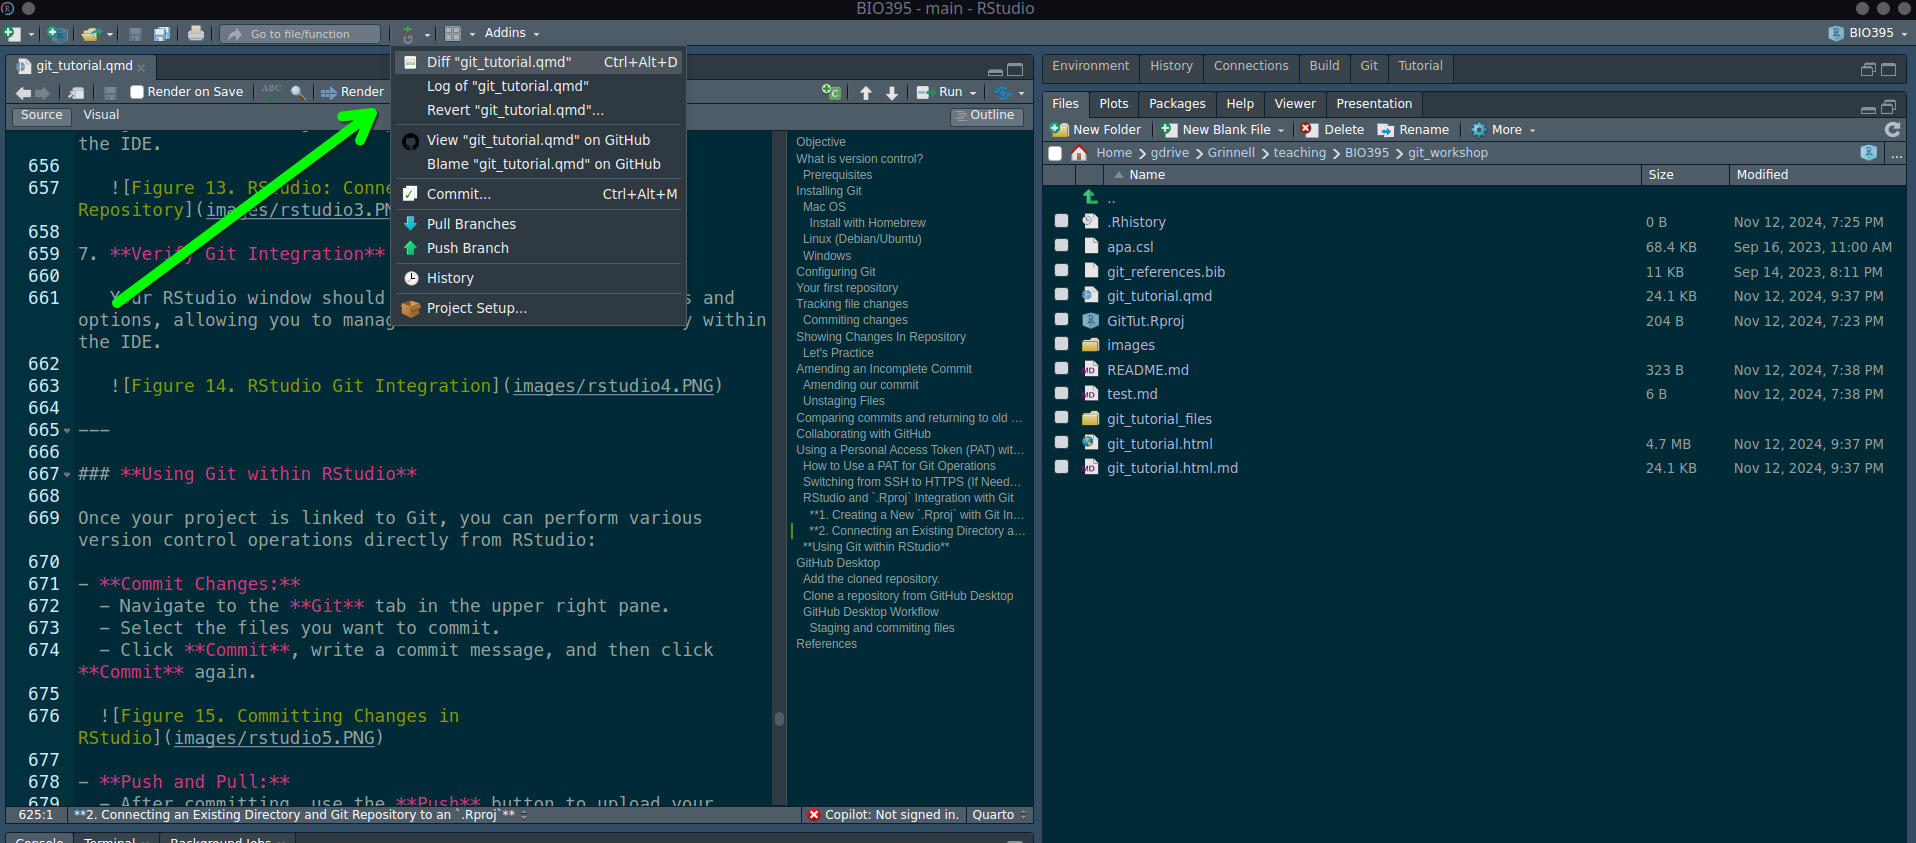 BIO395 - main - RStudio
Go to file/function
Addins
BIO395
git_tutorial.qmd
Render on Save
ABC
Render
Run
Source
Visual
Outline
Diff "git_tutorial.qmd" Ctrl+Alt+D
Log of "git_tutorial.qmd"
Revert "git_tutorial.qmd"...
View "git_tutorial.qmd" on GitHub
Blame "git_tutorial.qmd" on GitHub
Commit... Ctrl+Alt+M
Pull Branches
Push Branch
History
Project Setup...
the IDE.
656
657 ![Figure 13. RStudio: Conne
Repository](images/rstudio3.PN
658
659 7. **Verify Git Integration**
660
661 Your RStudio window should s and
options, allowing you to manag y within
the IDE.
662
663 ![Figure 14. RStudio Git Integration](images/rstudio4.PNG)
664
665 ---
666
667 ### **Using Git within RStudio**
668
669 Once your project is linked to Git, you can perform various
version control operations directly from RStudio:
670
671 - **Commit Changes:**
672 - Navigate to the **Git** tab in the upper right pane.
673 - Select the files you want to commit.
674 - Click **Commit**, write a commit message, and then click
**Commit** again.
675
676 ![Figure 15. Committing Changes in
RStudio](images/rstudio5.PNG)
677
678 - **Push and Pull:**
679 - After committing, use the **Push** button to upload your
625:1 **2. Connecting an Existing Directory and Git Repository to an `.Rproj`**
Copilot: Not signed in.
Quarto
Console
Terminal
Background Jobs
Objective
What is version control?
Prerequisites
Installing Git
Mac OS
Install with Homebrew
Linux (Debian/Ubuntu)
Windows
Configuring Git
Your first repository
Tracking file changes
Commiting changes
Showing Changes In Repository
Let's Practice
Amending an Incomplete Commit
Amending our commit
Unstaging Files
Comparing commits and returning to old ...
Collaborating with GitHub
Using a Personal Access Token (PAT) wit...
How to Use a PAT for Git Operations
Switching from SSH to HTTPS (If Need...
RStudio and `.Rproj` Integration with Git
**1. Creating a New `.Rproj` with Git In...
**2. Connecting an Existing Directory a...
**Using Git within RStudio**
GitHub Desktop
Add the cloned repository.
Clone a repository from GitHub Desktop
GitHub Desktop Workflow
Staging and commiting files
References
Environment History Connections Build Git Tutorial
Files Plots Packages Help Viewer Presentation
New Folder New Blank File Delete Rename More
Home gdrive Grinnell teaching BIO395 git_workshop ...
Name Size Modified
..
.Rhistory 0 B Nov 12, 2024, 7:25 PM
apa.csl 68.4 KB Sep 16, 2023, 11:00 AM
git_references.bib 11 KB Sep 14, 2023, 8:11 PM
git_tutorial.qmd 24.1 KB Nov 12, 2024, 9:37 PM
GitTut.Rproj 204 B Nov 12, 2024, 7:23 PM
images
README.md 323 B Nov 12, 2024, 7:38 PM
test.md 6 B Nov 12, 2024, 7:38 PM
git_tutorial_files
git_tutorial.html 4.7 MB Nov 12, 2024, 9:37 PM
git_tutorial.html.md 24.1 KB Nov 12, 2024, 9:37 PM